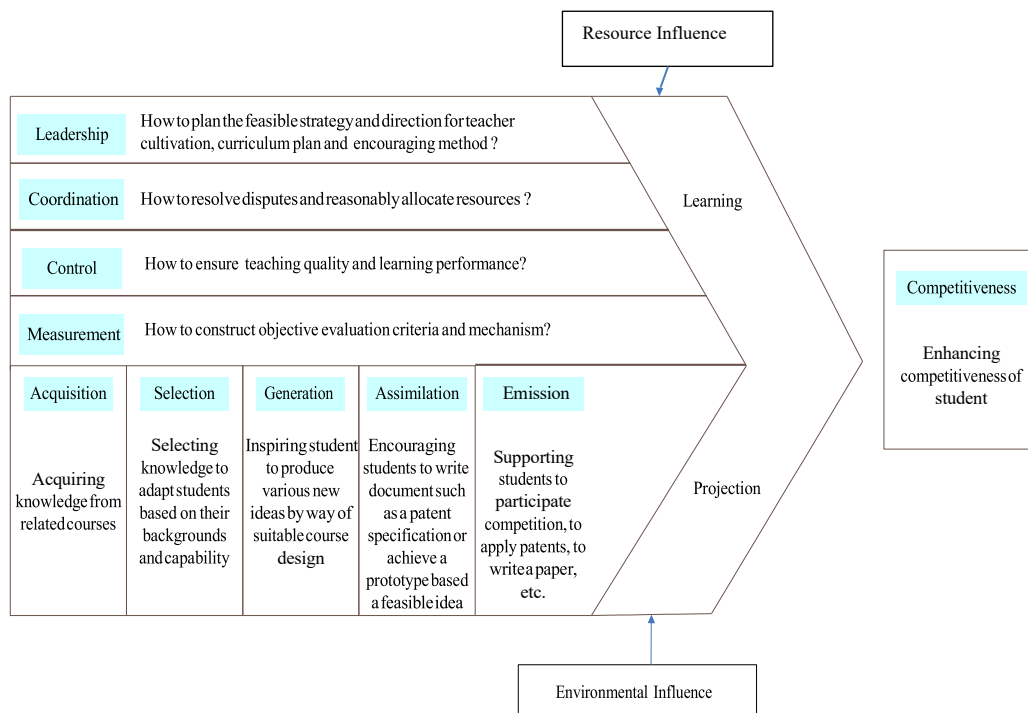 Resource Influence
Leadership
How to plan the feasible strategy and direction for teacher
cultivation, curriculum plan and encouraging method ?
Coordination
How to resolve disputes and reasonably allocate resources ?
Control
How to ensure teaching quality and learning performance?
Measurement
How to construct objective evaluation criteria and mechanism?
Learning
Acquisition
Acquiring
knowledge from
related courses
Selection
Selecting
knowledge to
adapt students
based on their
backgrounds
and capability
Generation
Inspiring student
to produce
various new
ideas by way of
suitable course
design
Assimilation
Encouraging
students to write
document such
as a patent
specification or
achieve a
prototype based
a feasible idea
Emission
Supporting
students to
participate
competition, to
apply patents, to
write a paper,
etc.
Projection
Competitiveness
Enhancing
competitiveness of
student
Environmental Influence